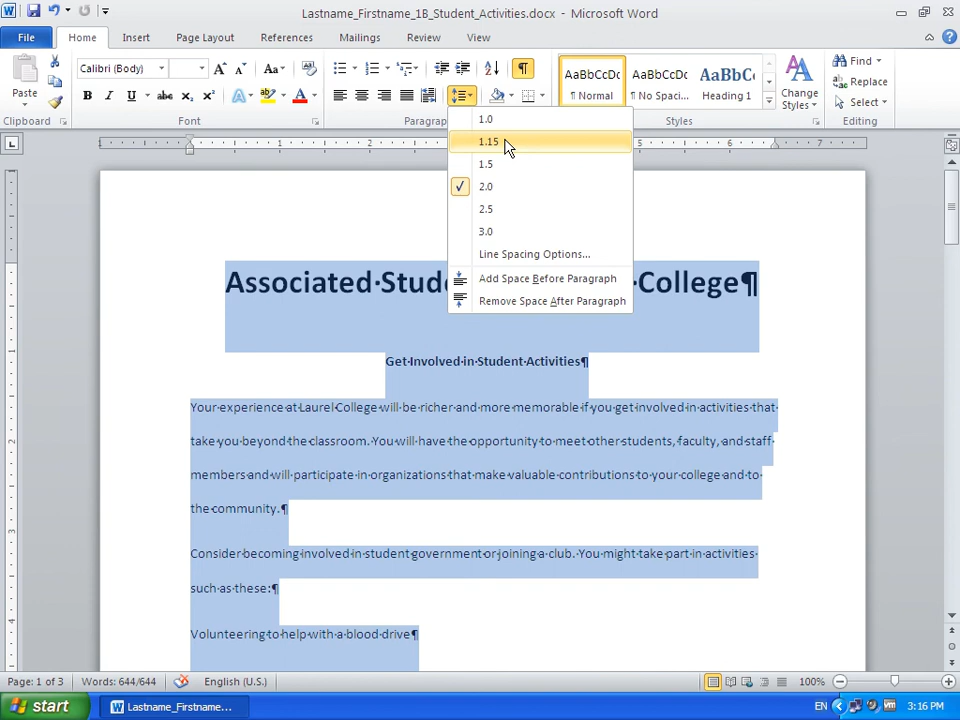 Lastname_Firstname_1B_Student_Activities.docx - Microsoft Word
File Home Insert Page Layout References Mailings Review View
Paste
Clipboard
Calibri (Body)
Font
Paragra
AaBbCcDc AaBbCcDc AaBbCc
¶ Normal ¶ No Spaci... Heading 1
Change Styles
Styles
Find
Replace
Select
Editing
1.0
1.15
1.5
2.0
2.5
3.0
Line Spacing Options...
Add Space Before Paragraph
Remove Space After Paragraph
Associated·Stude College¶
Get·Involved·in·Student·Activities¶
Your·experience·at·Laurel·College·will·be·richer·and·more·memorable·if·you·get·involved·in·activities·that·
take·you·beyond·the·classroom.·You·will·have·the·opportunity·to·meet·other·students,·faculty,·and·staff·
members·and·will·participate·in·organizations·that·make·valuable·contributions·to·your·college·and·to·
the·community.¶
Consider·becoming·involved·in·student·government·or·joining·a·club.·You·might·take·part·in·activities·
such·as·these:¶
Volunteering·to·help·with·a·blood·drive¶
Page: 1 of 3 Words: 644/644 English (U.S.) 100%
start Lastname_Firstname... EN 3:16 PM